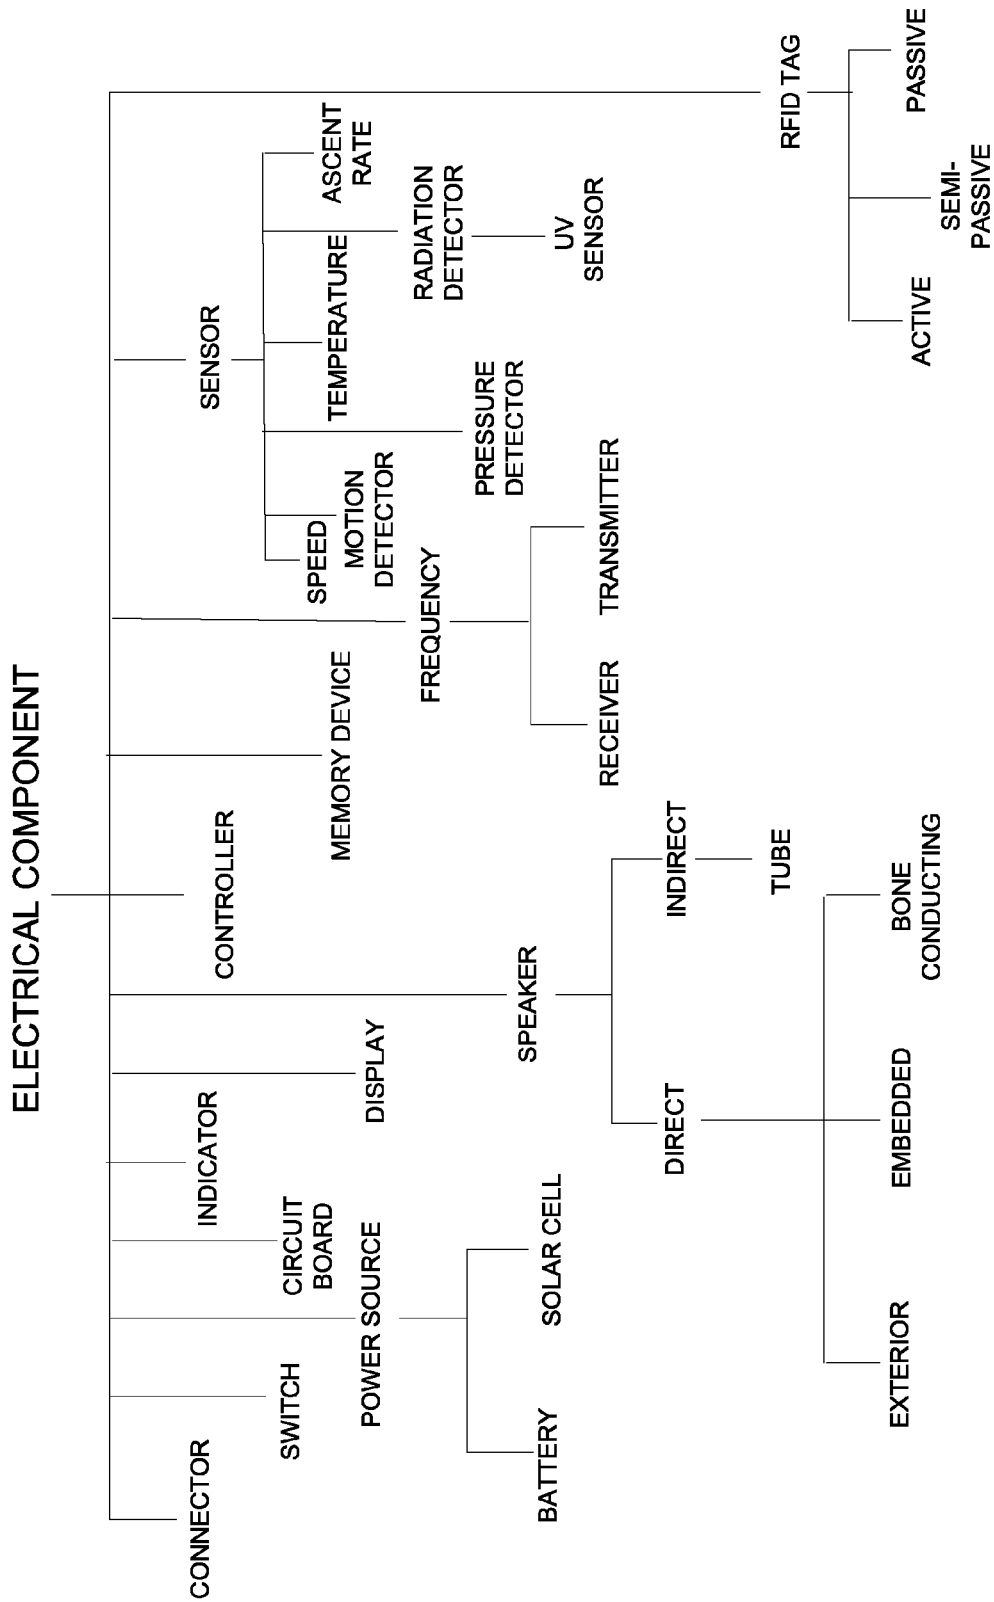 ELECTRICAL COMPONENT
CONNECTOR
SWITCH
POWER SOURCE
BATTERY
SOLAR CELL
CIRCUIT
BOARD
INDICATOR
DISPLAY
SPEAKER
DIRECT
EXTERIOR
EMBEDDED
BONE
CONDUCTING
INDIRECT
TUBE
CONTROLLER
MEMORY DEVICE
FREQUENCY
RECEIVER
TRANSMITTER
SENSOR
SPEED
MOTION
DETECTOR
PRESSURE
DETECTOR
TEMPERATURE
RADIATION
DETECTOR
UV
SENSOR
ASCENT
RATE
RFID TAG
ACTIVE
SEMI-
PASSIVE
PASSIVE